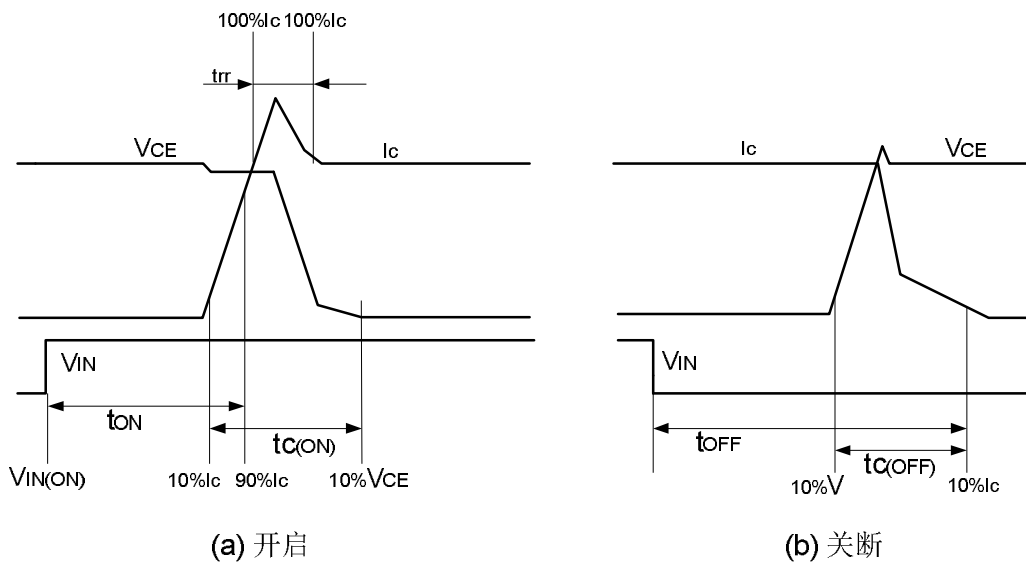 100%Ic 100%Ic
trr
VCE
Ic
VIN
tON
tC(ON)
VIN(ON)
10%Ic
90%Ic
10%VCE
(a) 开启
Ic
VCE
VIN
tOFF
tC(OFF)
10%V
10%Ic
(b) 关断